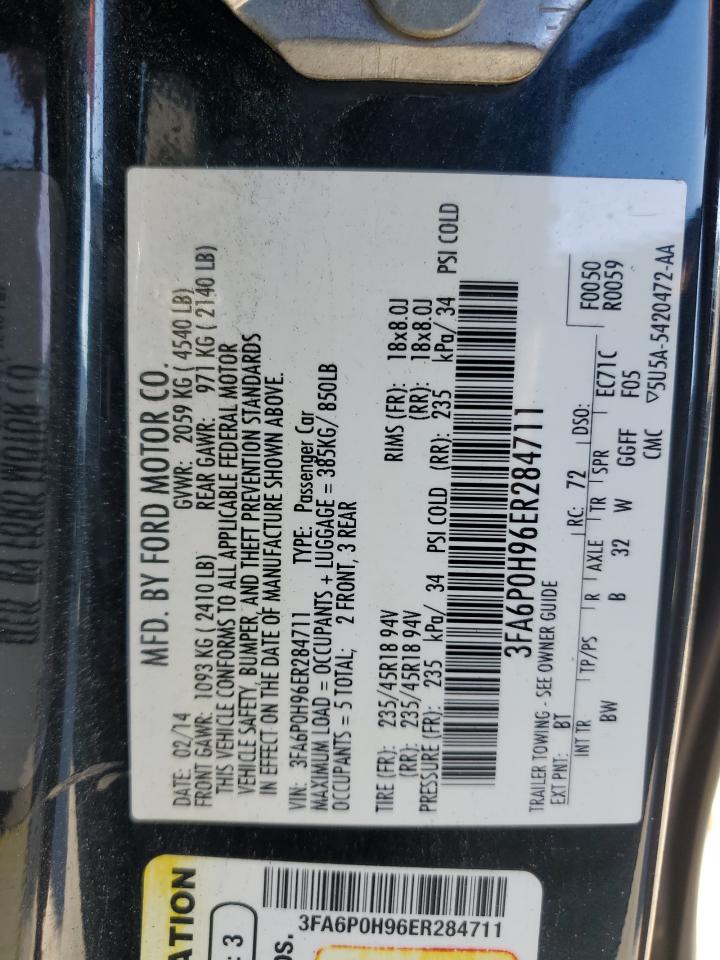 MFD. BY FORD MOTOR CO.
DATE: 02/14 GVWR: 2059 KG ( 4540 LB)
FRONT GAWR: 1093 KG ( 2410 LB) REAR GAWR: 971 KG ( 2140 LB)
THIS VEHICLE CONFORMS TO ALL APPLICABLE FEDERAL MOTOR
VEHICLE SAFETY, BUMPER, AND THEFT PREVENTION STANDARDS
IN EFFECT ON THE DATE OF MANUFACTURE SHOWN ABOVE.
VIN: 3FA6P0H96ER284711 TYPE: Passenger Car
MAXIMUM LOAD = OCCUPANTS + LUGGAGE = 385KG/ 850LB
OCCUPANTS = 5 TOTAL; 2 FRONT, 3 REAR
TIRE (FR): 235/45R18 94V RIMS (FR): 18x8.0J
(RR): 235/45R18 94V (RR): 18x8.0J
PRESSURE (FR): 235 kPa/ 34 PSI COLD (RR): 235 kPa/ 34 PSI COLD
3FA6P0H96ER284711
TRAILER TOWING - SEE OWNER GUIDE
EXT PNT: BT RC: 72 DSO: F0050
R0059
INT TR TP/PS R AXLE TR SPR EC71C
BW B 32 W GGFF F05
CMC ▽5U5A-5420472-AA
ATION
: 3
os.
3FA6P0H96ER284711